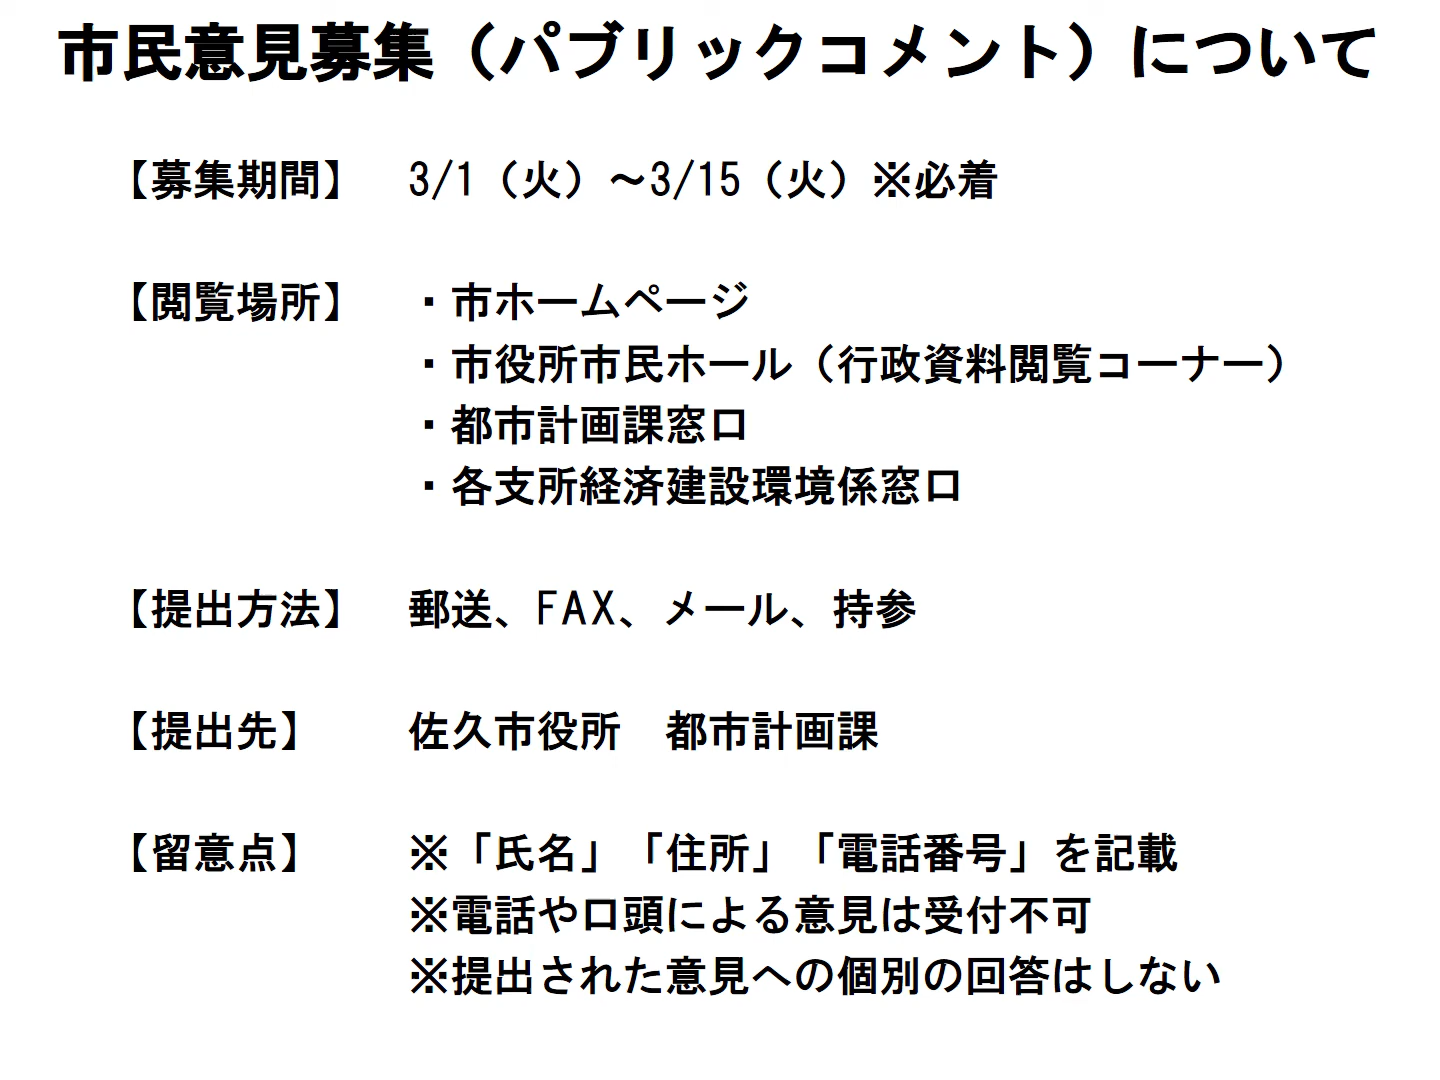 市民意見募集（パブリックコメント）について
【募集期間】　3/1（火）～3/15（火）※必着
【閲覧場所】　・市ホームページ
・市役所市民ホール（行政資料閲覧コーナー）
・都市計画課窓口
・各支所経済建設環境係窓口
【提出方法】　郵送、FAX、メール、持参
【提出先】　佐久市役所　都市計画課
【留意点】　※「氏名」「住所」「電話番号」を記載
※電話や口頭による意見は受付不可
※提出された意見への個別の回答はしない